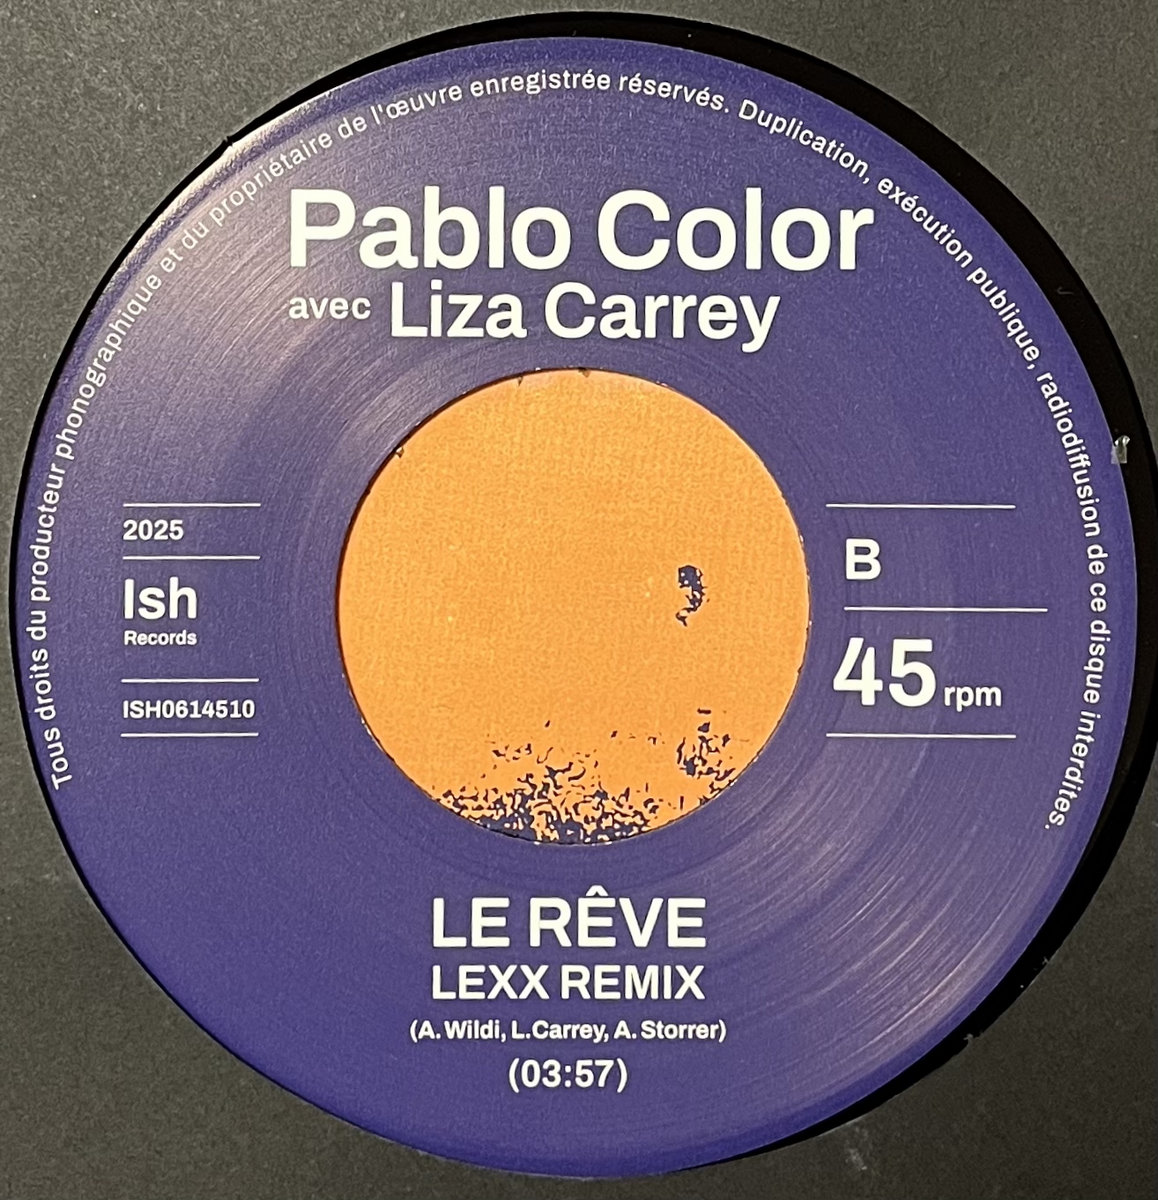 Tous droits du producteur phonographique et du propriétaire de l'œuvre enregistrée réservés. Duplication, exécution publique, radiodiffusion de ce disque interdites.
Pablo Color
avec Liza Carrey
2025
Ish
Records
ISH0614510
B
45 rpm
LE RÊVE
LEXX REMIX
(A. Wildi, L.Carrey, A. Storrer)
(03:57)